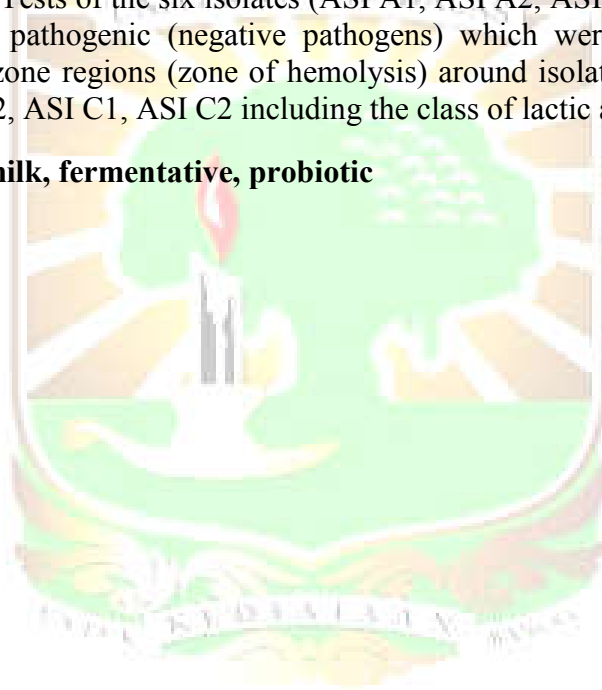 Tests of the six isolates (ASI A1, ASI A2, ASI
pathogenic (negative pathogens) which were
zone regions (zone of hemolysis) around isolat
2, ASI C1, ASI C2 including the class of lactic a
milk, fermentative, probiotic